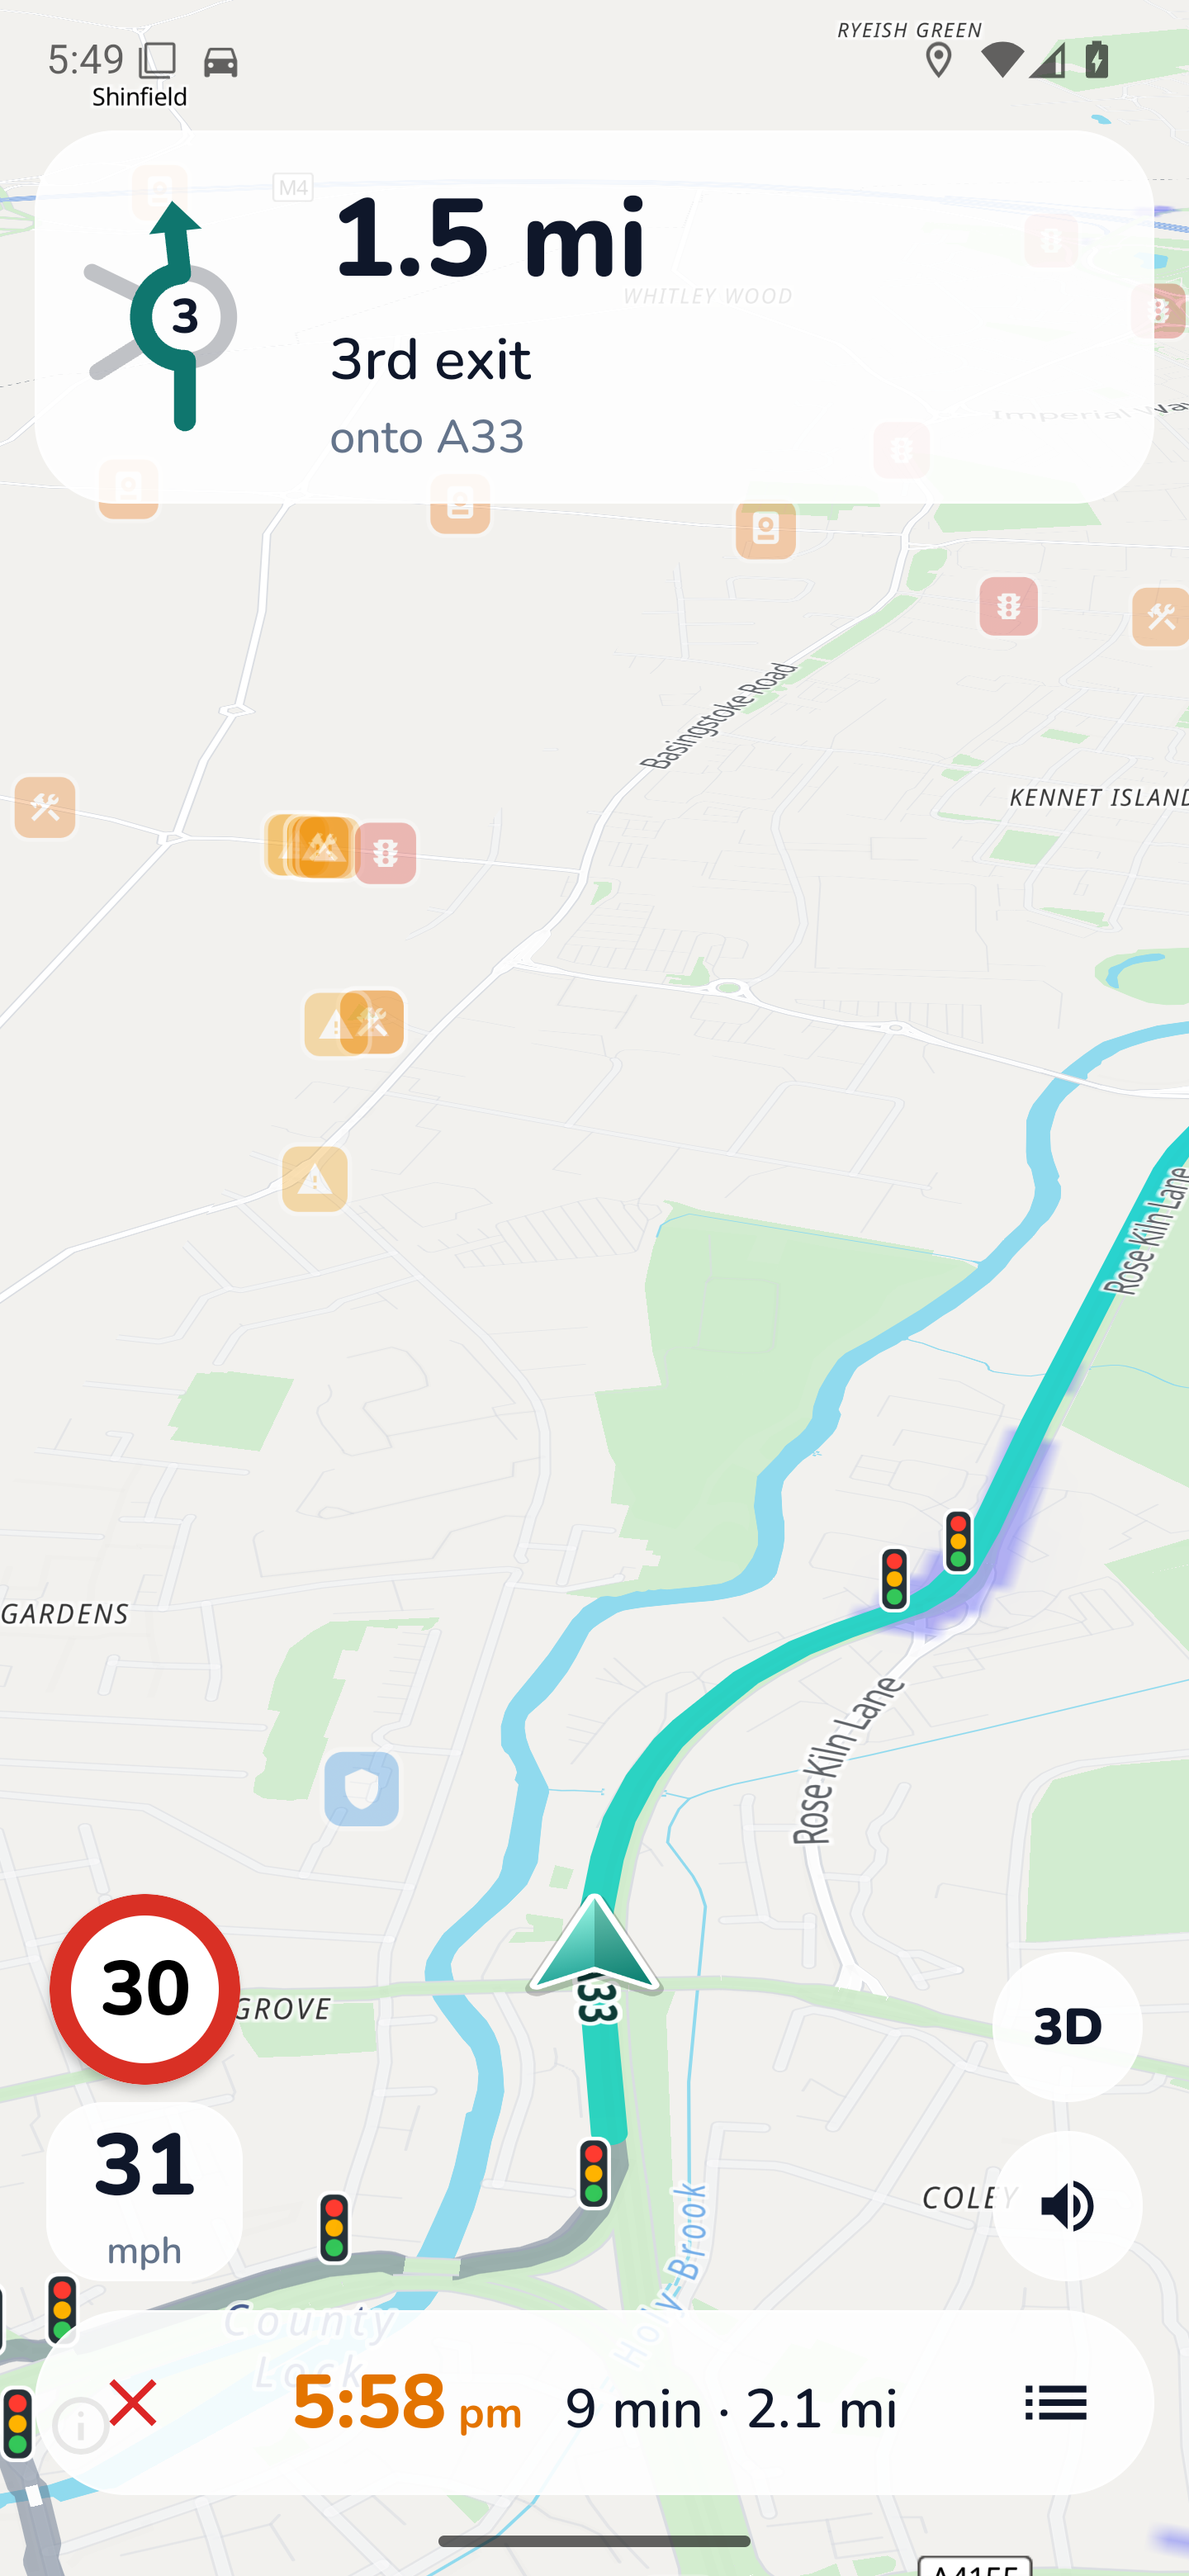 RYEISH GREEN
5:49
Shinfield
M4
1.5 mi
WHITLEY WOOD
3
3rd exit
onto A33
Basingstoke Road
KENNET ISLAND
Rose Kiln Lane
GARDENS
Rose Kiln Lane
30
GROVE
33
3D
31
mph
COLEY
Holy Brook
County
Lock
5:58 pm
9 min · 2.1 mi